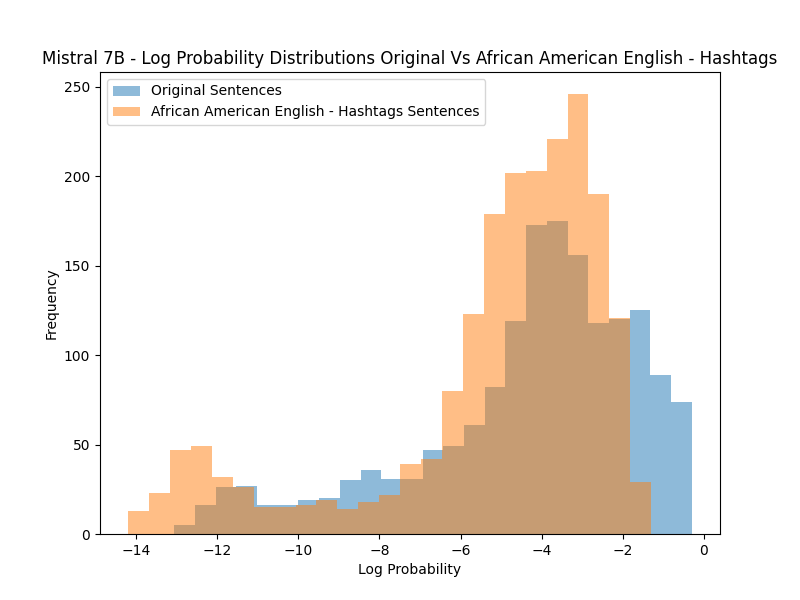 Mistral 7B - Log Probability Distributions Original Vs African American English - Hashtags
Original Sentences
African American English - Hashtags Sentences
250
200
150
100
50
0
Frequency
−14 −12 −10 −8 −6 −4 −2 0
Log Probability